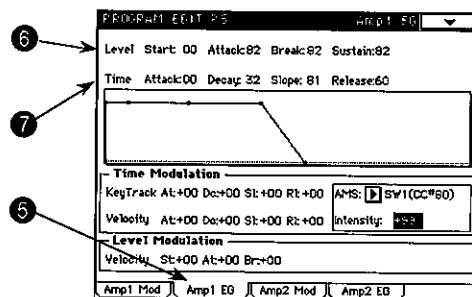 PROGRAM EDIT P5 Amp1 EG
6 Level Start: 00 Attack:82 Break:82 Sustain:82
7 Time Attack:00 Decay: 32 Slope: 81 Release:60
Time Modulation
KeyTrack At:+00 Dc:+00 Sl:+00 Rl:+00 AMS: SW1(CC#80)
Velocity At:+00 Dc:+00 Sl:+00 Rl:+00 Intensity:
5
Level Modulation
Velocity St:+00 At:+00 Br:+00
Amp1 Mod Amp1 EG Amp2 Mod Amp2 EG